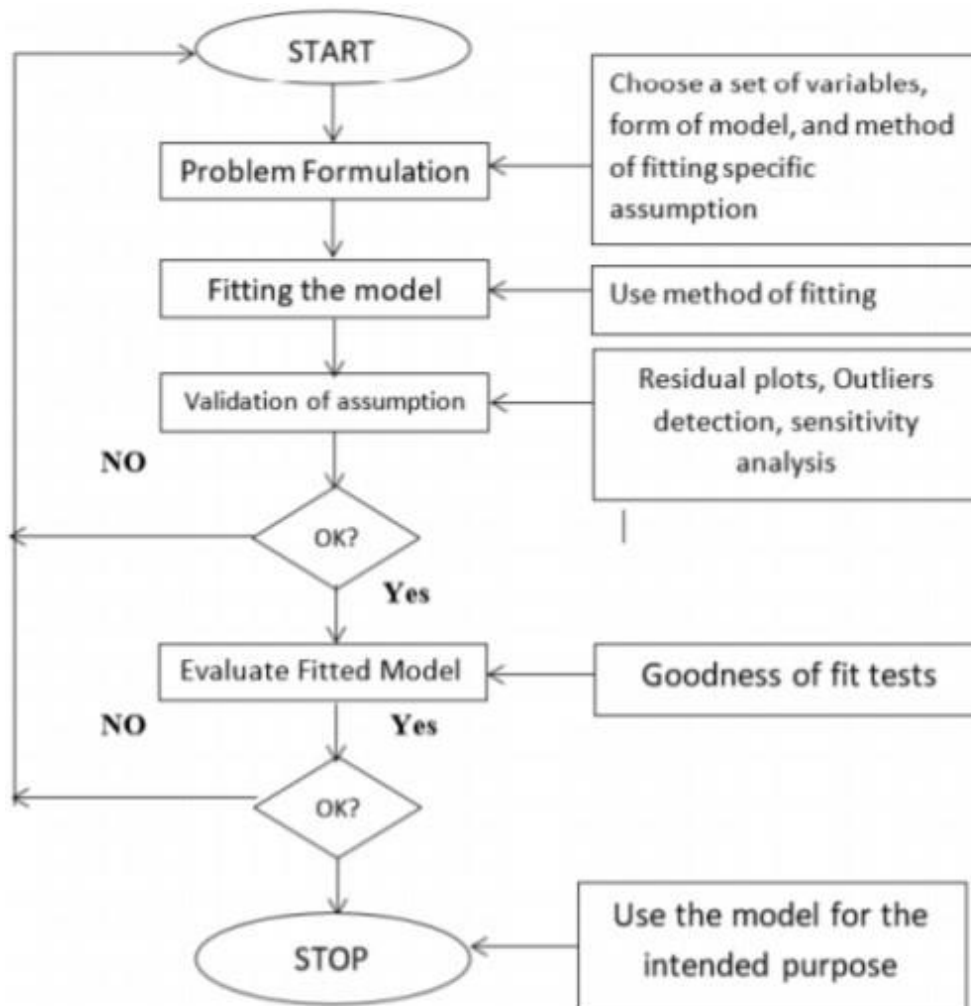 START
Choose a set of variables,
form of model, and method
of fitting specific
assumption
Problem Formulation
Fitting the model
Use method of fitting
Validation of assumption
Residual plots, Outliers
detection, sensitivity
analysis
NO
OK?
Yes
Evaluate Fitted Model
Goodness of fit tests
NO
Yes
OK?
STOP
Use the model for the
intended purpose